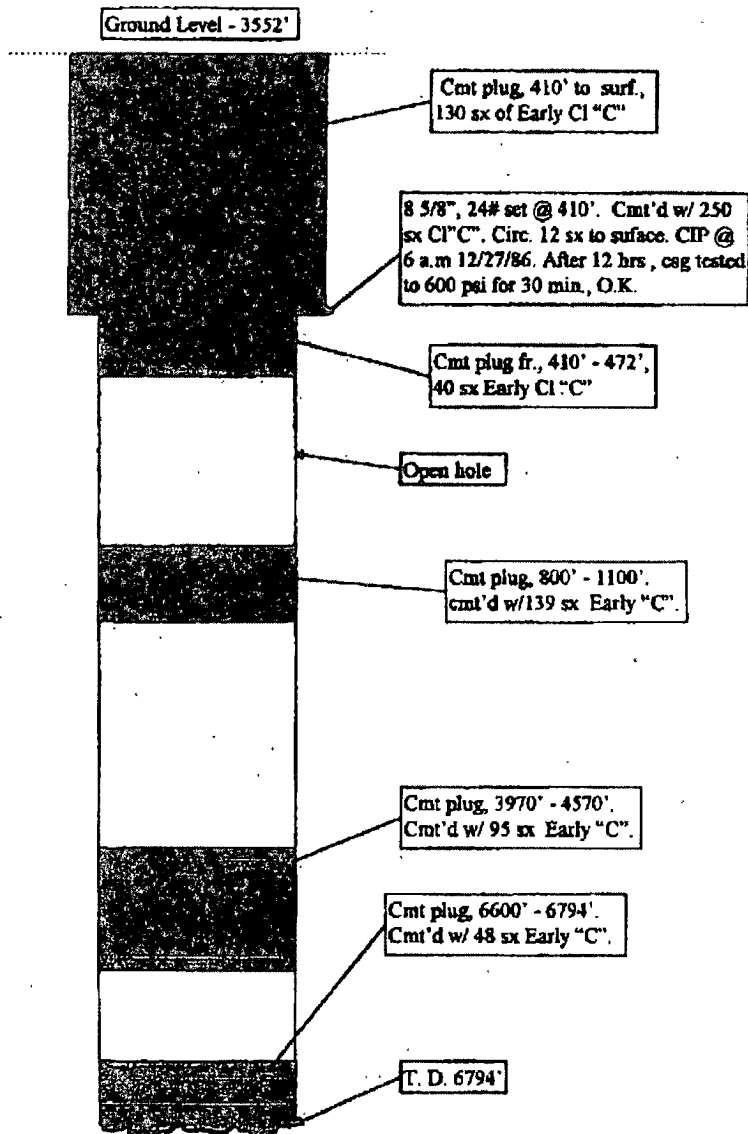 Ground Level - 3552'
Cmt plug, 410' to surf.,
130 sx of Early Cl "C"
8 5/8", 24# set @ 410'. Cmt'd w/ 250
sx Cl"C". Circ. 12 sx to suface. CIP @
6 a.m 12/27/86. After 12 hrs , csg tested
to 600 psi for 30 min., O.K.
Cmt plug fr., 410' - 472',
40 sx Early Cl "C"
Open hole
Cmt plug, 800' - 1100'.
cmt'd w/139 sx Early "C".
Cmt plug, 3970' - 4570'.
Cmt'd w/ 95 sx Early "C".
Cmt plug, 6600' - 6794'.
Cmt'd w/ 48 sx Early "C".
T. D. 6794'